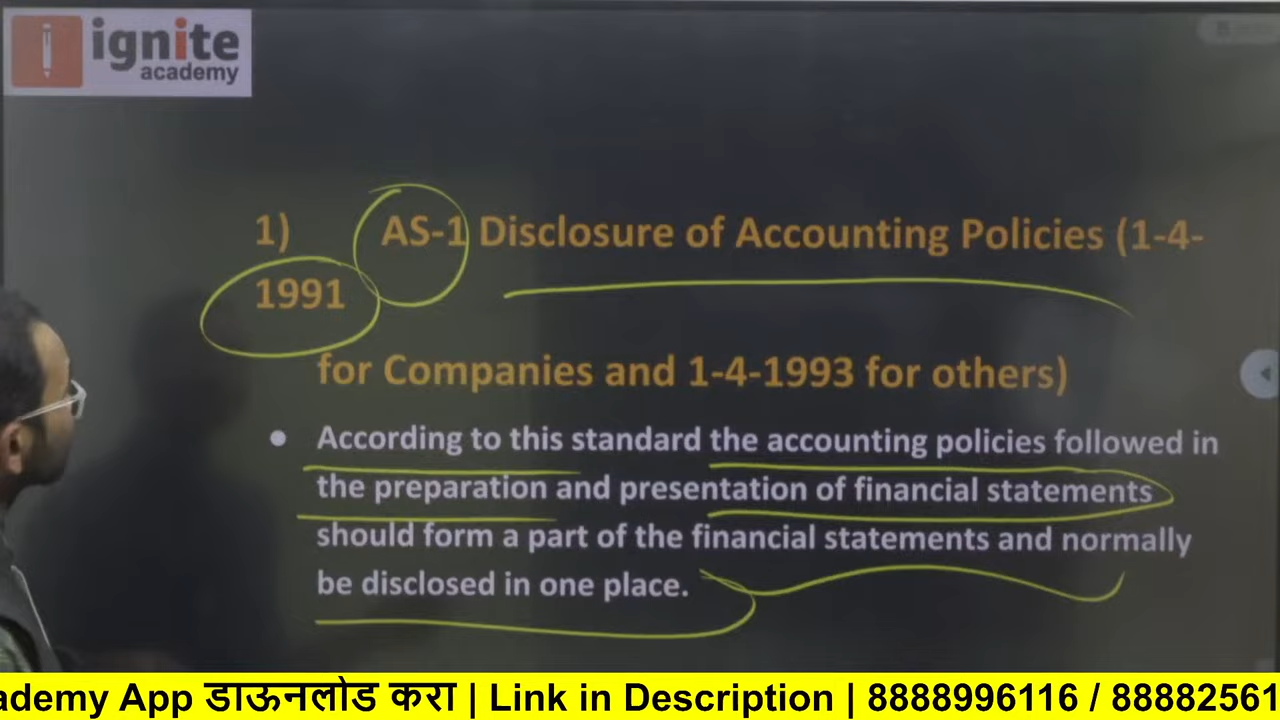 ignite
academy
1) AS-1 Disclosure of Accounting Policies (1-4-
1991
for Companies and 1-4-1993 for others)
● According to this standard the accounting policies followed in
the preparation and presentation of financial statements
should form a part of the financial statements and normally
be disclosed in one place.
ademy App डाऊनलोड करा | Link in Description | 8888996116 / 88882561